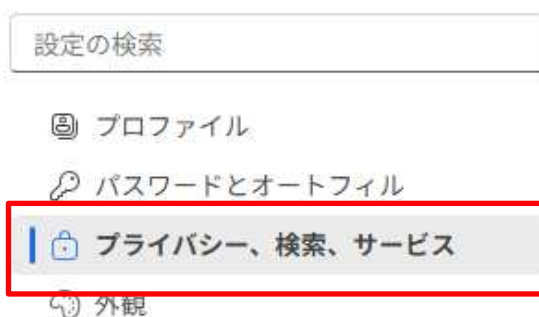 設定の検索
プロファイル
パスワードとオートフィル
プライバシー、検索、サービス
外観